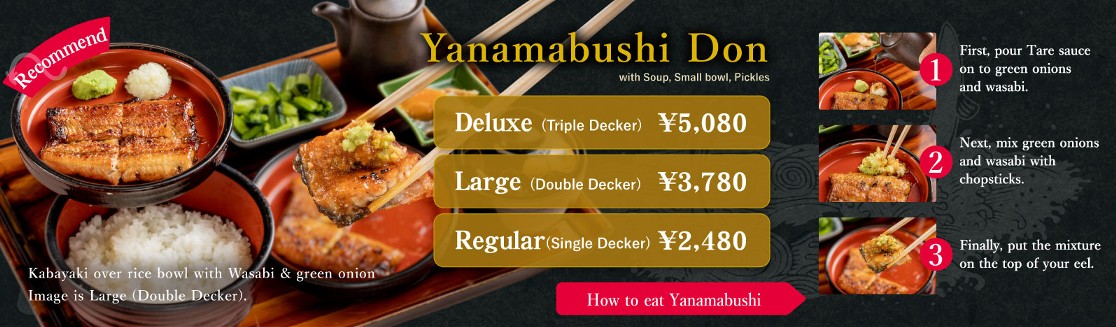 Recommend
Yanamabushi Don
with Soup, Small bowl, Pickles
Deluxe (Triple Decker) ¥5,080
Large (Double Decker) ¥3,780
Regular (Single Decker) ¥2,480
Kabayaki over rice bowl with Wasabi & green onion
Image is Large (Double Decker).
How to eat Yanamabushi
1
First, pour Tare sauce
on to green onions
and wasabi.
2
Next, mix green onions
and wasabi with
chopsticks.
3
Finally, put the mixture
on the top of your eel.